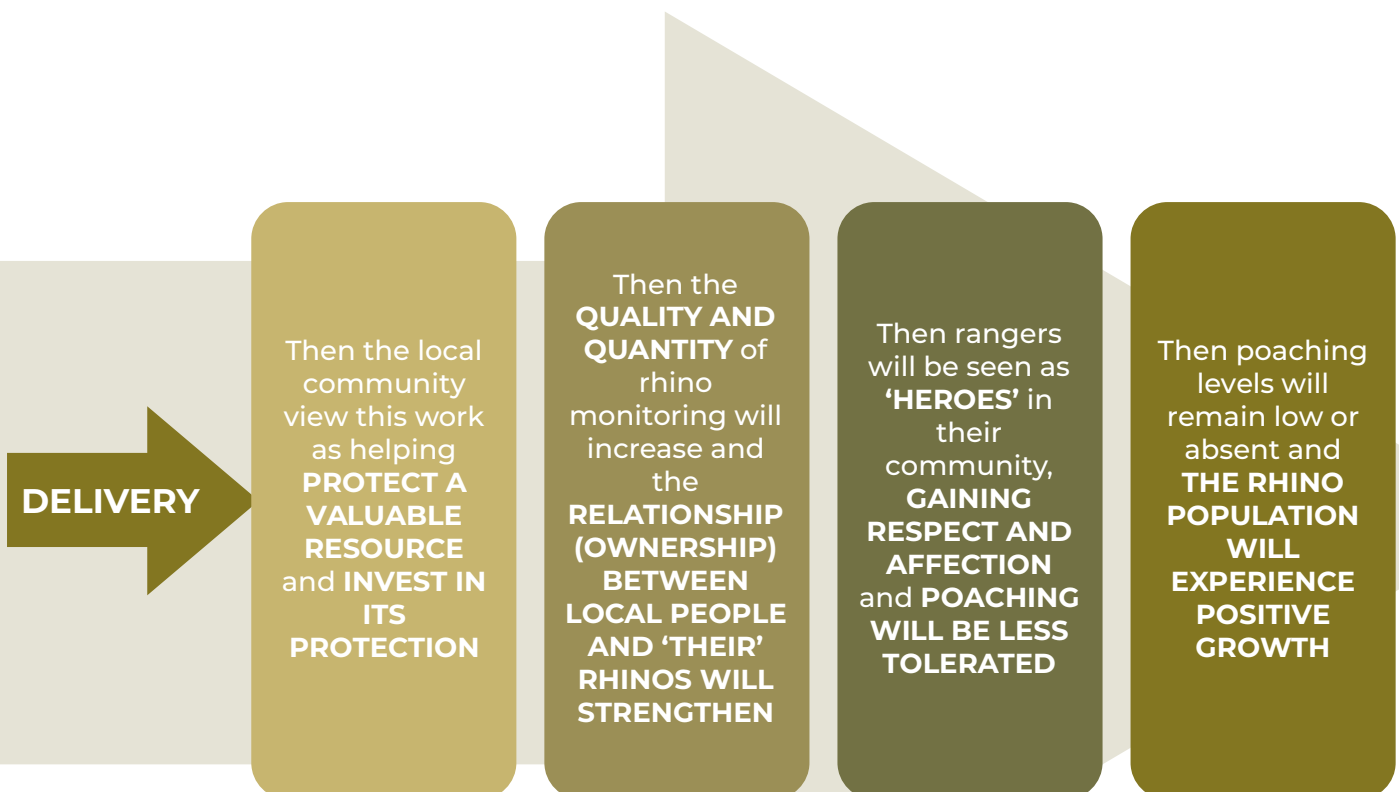 DELIVERY
Then the local
community
view this work
as helping
PROTECT A
VALUABLE
RESOURCE
and INVEST IN
ITS
PROTECTION
Then the
QUALITY AND
QUANTITY of
rhino
monitoring will
increase and
the
RELATIONSHIP
(OWNERSHIP)
BETWEEN
LOCAL PEOPLE
AND ‘THEIR’
RHINOS WILL
STRENGTHEN
Then rangers
will be seen as
‘HEROES’ in
their
community,
GAINING
RESPECT AND
AFFECTION
and POACHING
WILL BE LESS
TOLERATED
Then poaching
levels will
remain low or
absent and
THE RHINO
POPULATION
WILL
EXPERIENCE
POSITIVE
GROWTH